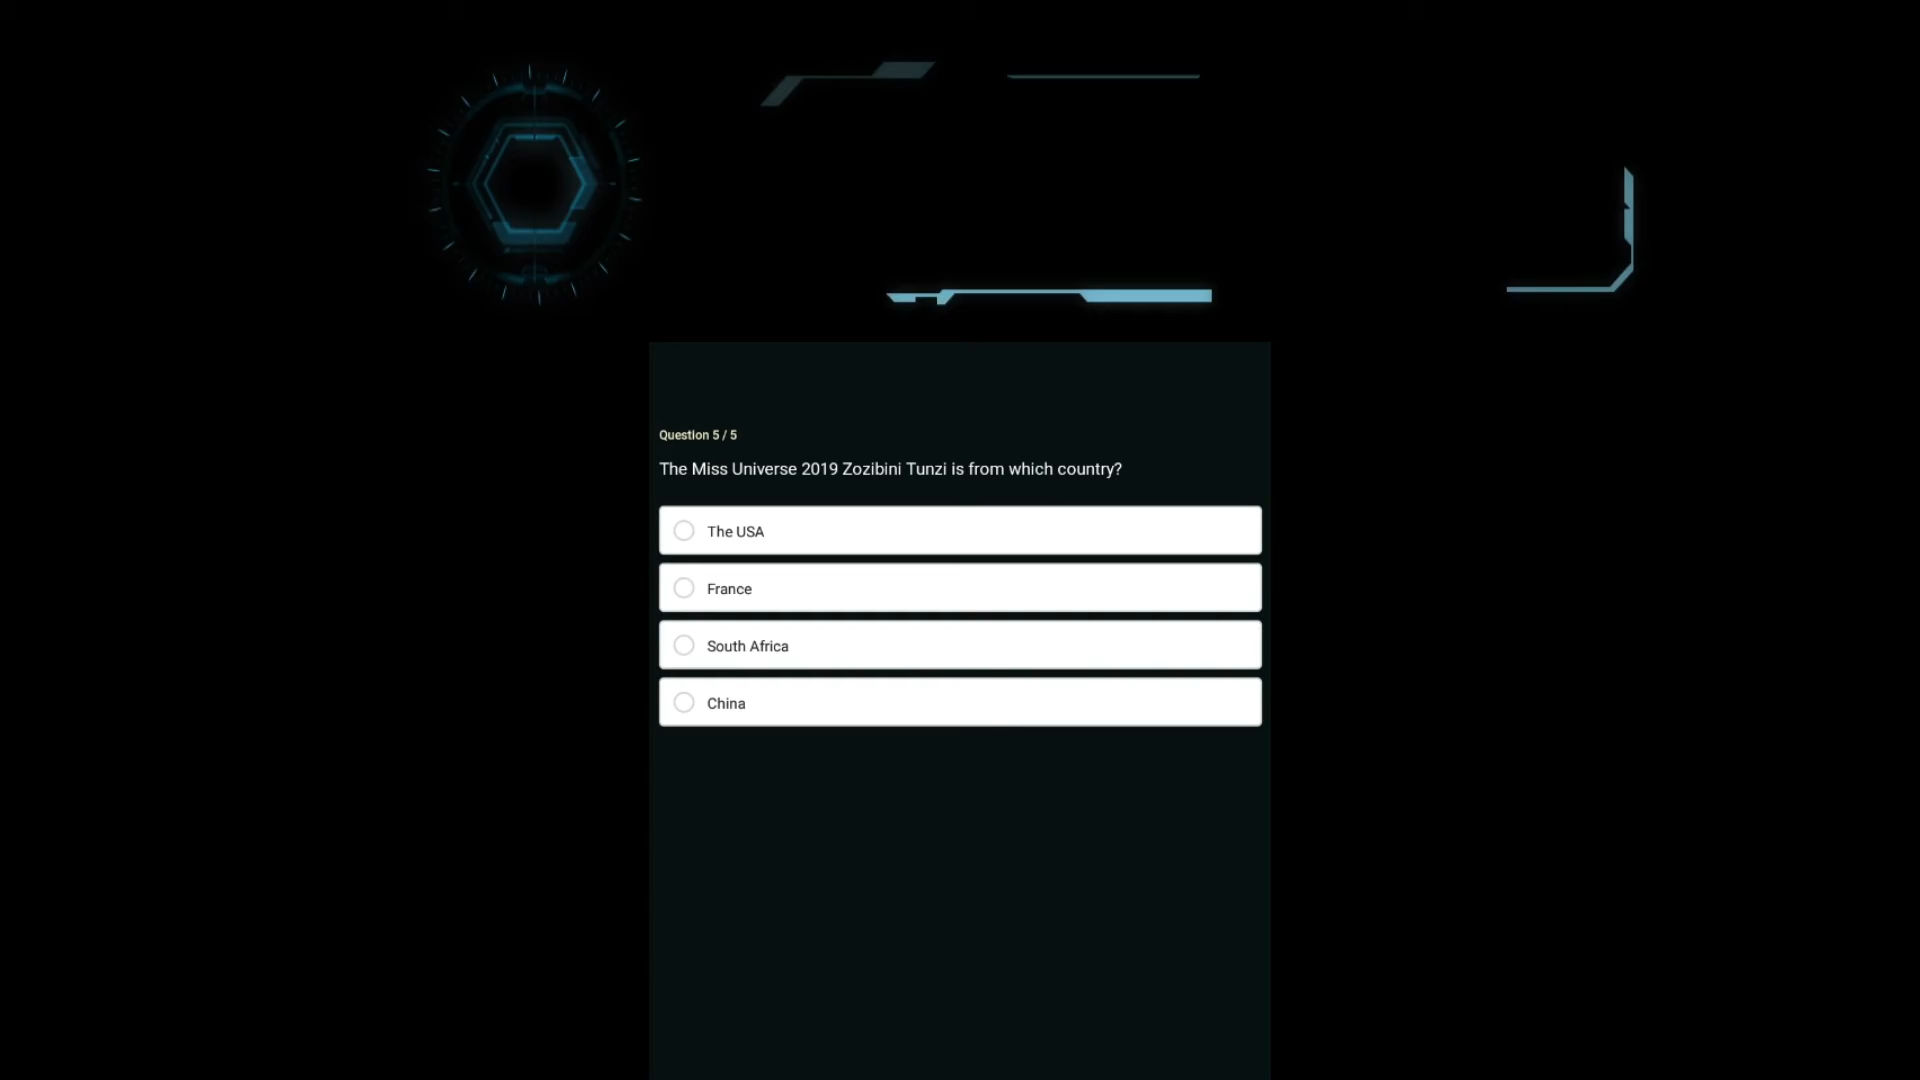 Question 5 / 5
The Miss Universe 2019 Zozibini Tunzi is from which country?
The USA
France
South Africa
China